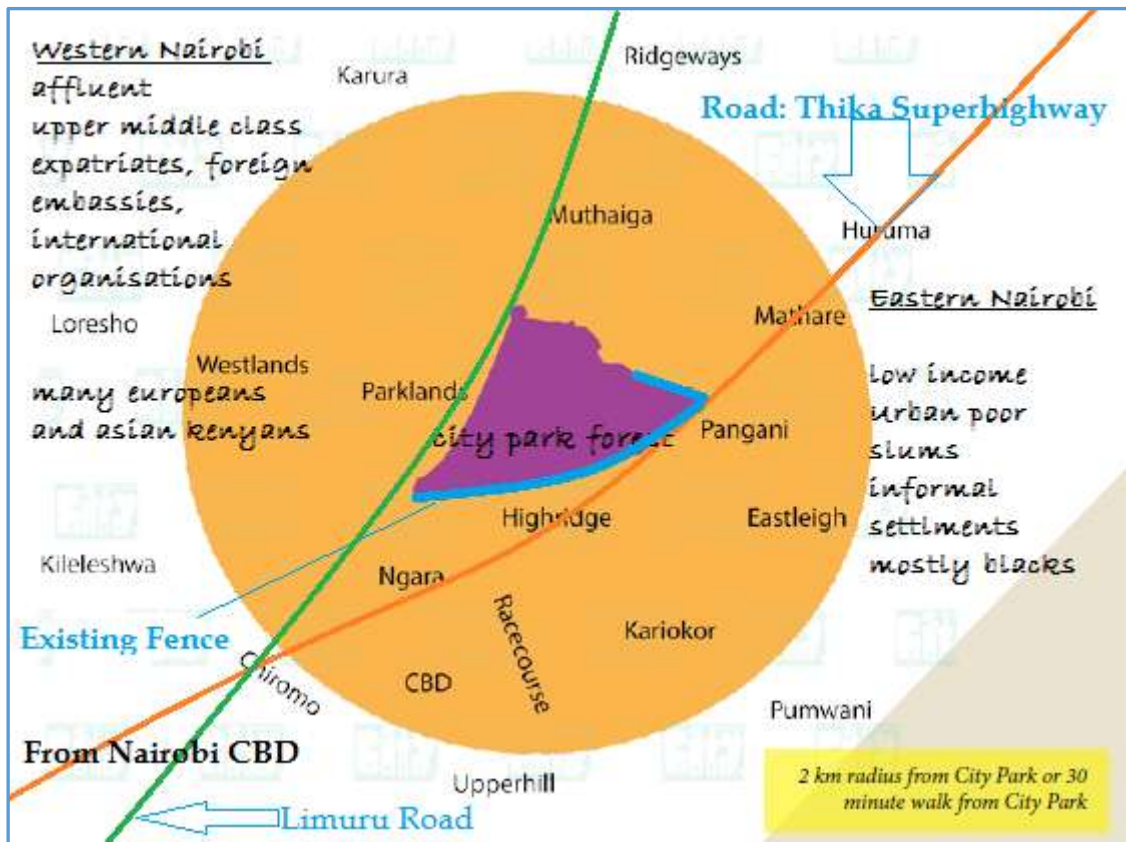 Western Nairobi
affluent
upper middle class
expatriates, foreign
embassies,
international
organisations
many europeans
and asian kenyans
Karura
Ridgeways
Road: Thika Superhighway
Muthaiga
Huruma
Loresho
Westlands
Parklands
Mathare
city park forest
Pangani
Eastern Nairobi
low income
urban poor
slums
informal
settlments
mostly blacks
Highridge
Eastleigh
Kileleshwa
Ngara
Existing Fence
Racecourse
Kariokor
Chiromo
CBD
Pumwani
From Nairobi CBD
Upperhill
Limuru Road
2 km radius from City Park or 30
minute walk from City Park